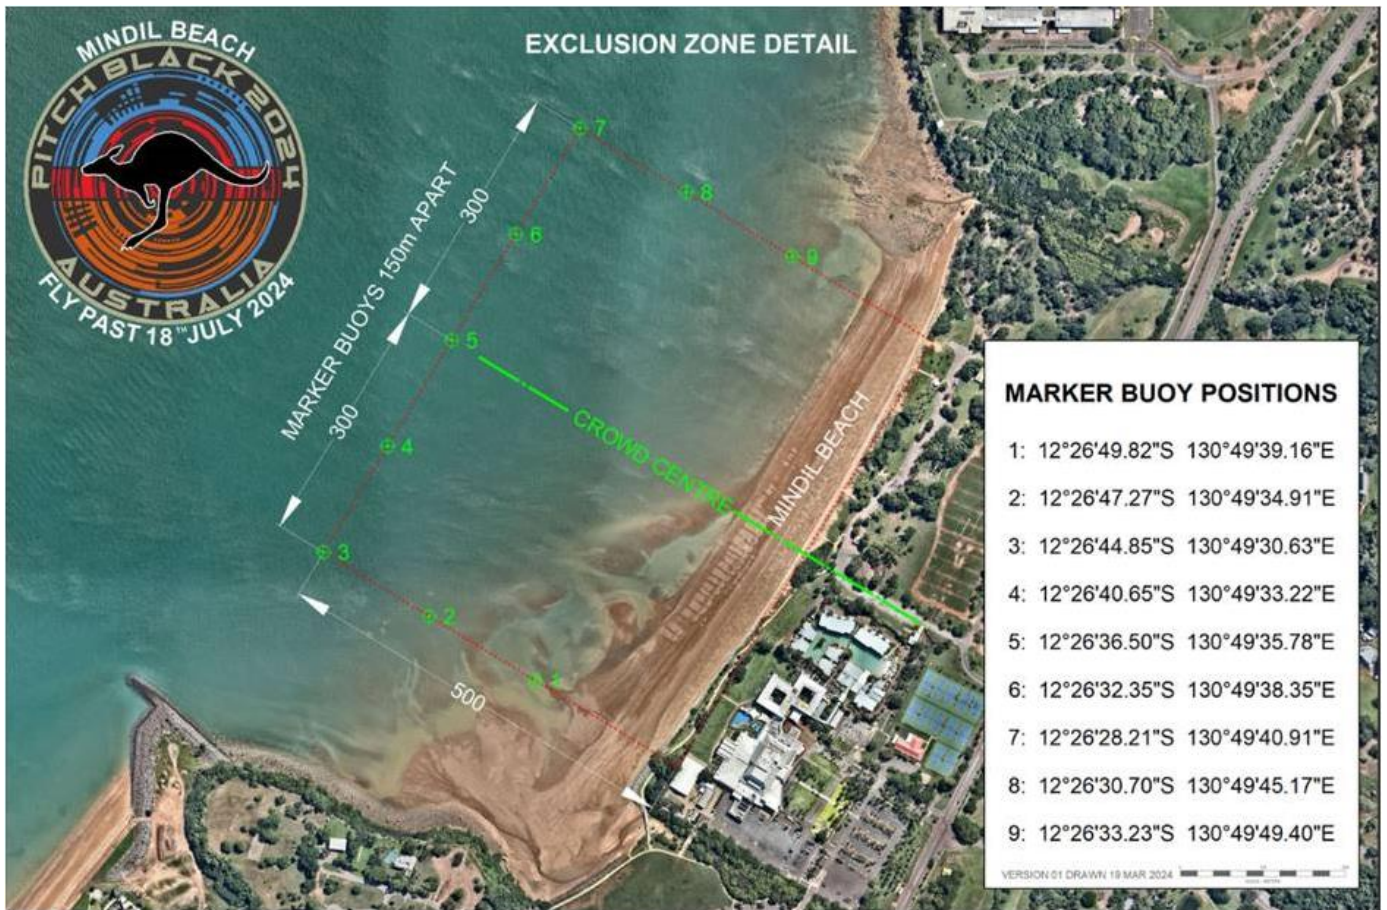 MINDIL BEACH
PITCH BLACK 2024
AUSTRALIA
FLY PAST 18TH JULY 2024
EXCLUSION ZONE DETAIL
MARKER BUOYS 150m APART
300
300
500
7
8
9
6
5
4
3
2
1
CROWD CENTRE
MINDIL BEACH
MARKER BUOY POSITIONS
1: 12°26'49.82"S 130°49'39.16"E
2: 12°26'47.27"S 130°49'34.91"E
3: 12°26'44.85"S 130°49'30.63"E
4: 12°26'40.65"S 130°49'33.22"E
5: 12°26'36.50"S 130°49'35.78"E
6: 12°26'32.35"S 130°49'38.35"E
7: 12°26'28.21"S 130°49'40.91"E
8: 12°26'30.70"S 130°49'45.17"E
9: 12°26'33.23"S 130°49'49.40"E
VERSION 01 DRAWN 19 MAR 2024